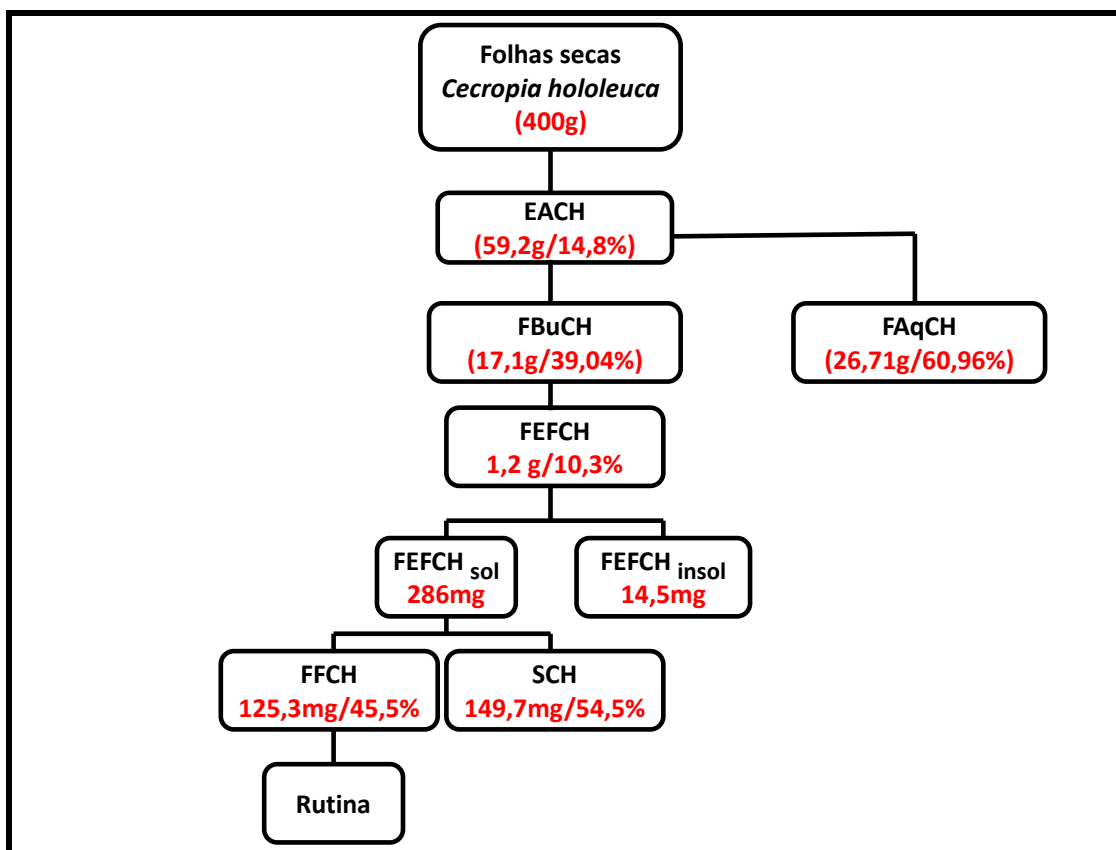 Folhas secas
Cecropia hololeuca
(400g)
EACH
(59,2g/14,8%)
FBuCH
(17,1g/39,04%)
FAqCH
(26,71g/60,96%)
FEFCH
1,2 g/10,3%
FEFCH sol
286mg
FEFCH insol
14,5mg
FFCH
125,3mg/45,5%
SCH
149,7mg/54,5%
Rutina